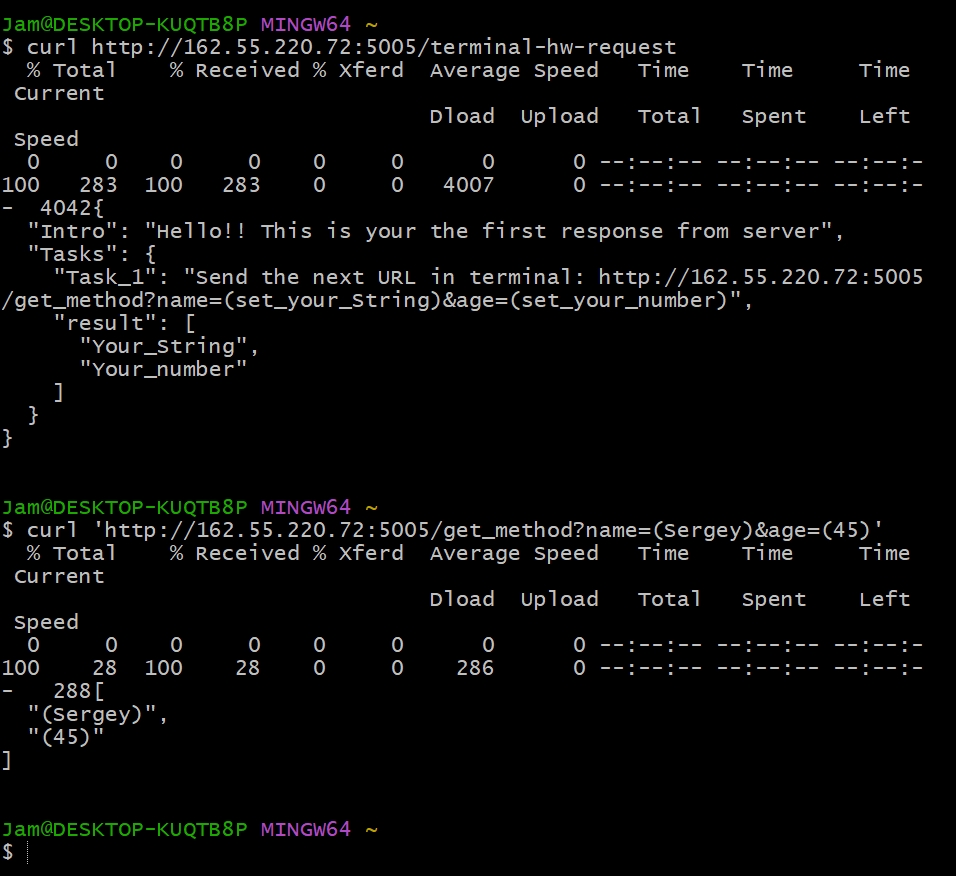 Jam@DESKTOP-KUQTB8P MINGW64 ~
$ curl http://162.55.220.72:5005/terminal-hw-request
  % Total    % Received % Xferd  Average Speed   Time    Time     Time
 Current
                                 Dload  Upload   Total   Spent    Left
 Speed
  0     0   0     0    0     0     0      0 --:--:-- --:--:-- --:--:-
100   283 100   283    0     0  4007      0 --:--:-- --:--:-- --:--:-
-  4042{
  "Intro": "Hello!! This is your the first response from server",
  "Tasks": {
    "Task_1": "Send the next URL in terminal: http://162.55.220.72:5005
/get_method?name=(set_your_String)&age=(set_your_number)",
    "result": [
      "Your_String",
      "Your_number"
    ]
  }
}
Jam@DESKTOP-KUQTB8P MINGW64 ~
$ curl 'http://162.55.220.72:5005/get_method?name=(Sergey)&age=(45)'
  % Total    % Received % Xferd  Average Speed   Time    Time     Time
 Current
                                 Dload  Upload   Total   Spent    Left
 Speed
  0     0   0     0    0     0     0      0 --:--:-- --:--:-- --:--:-
100    28 100    28    0     0   286      0 --:--:-- --:--:-- --:--:-
-   288[
  "(Sergey)",
  "(45)"
]
Jam@DESKTOP-KUQTB8P MINGW64 ~
$